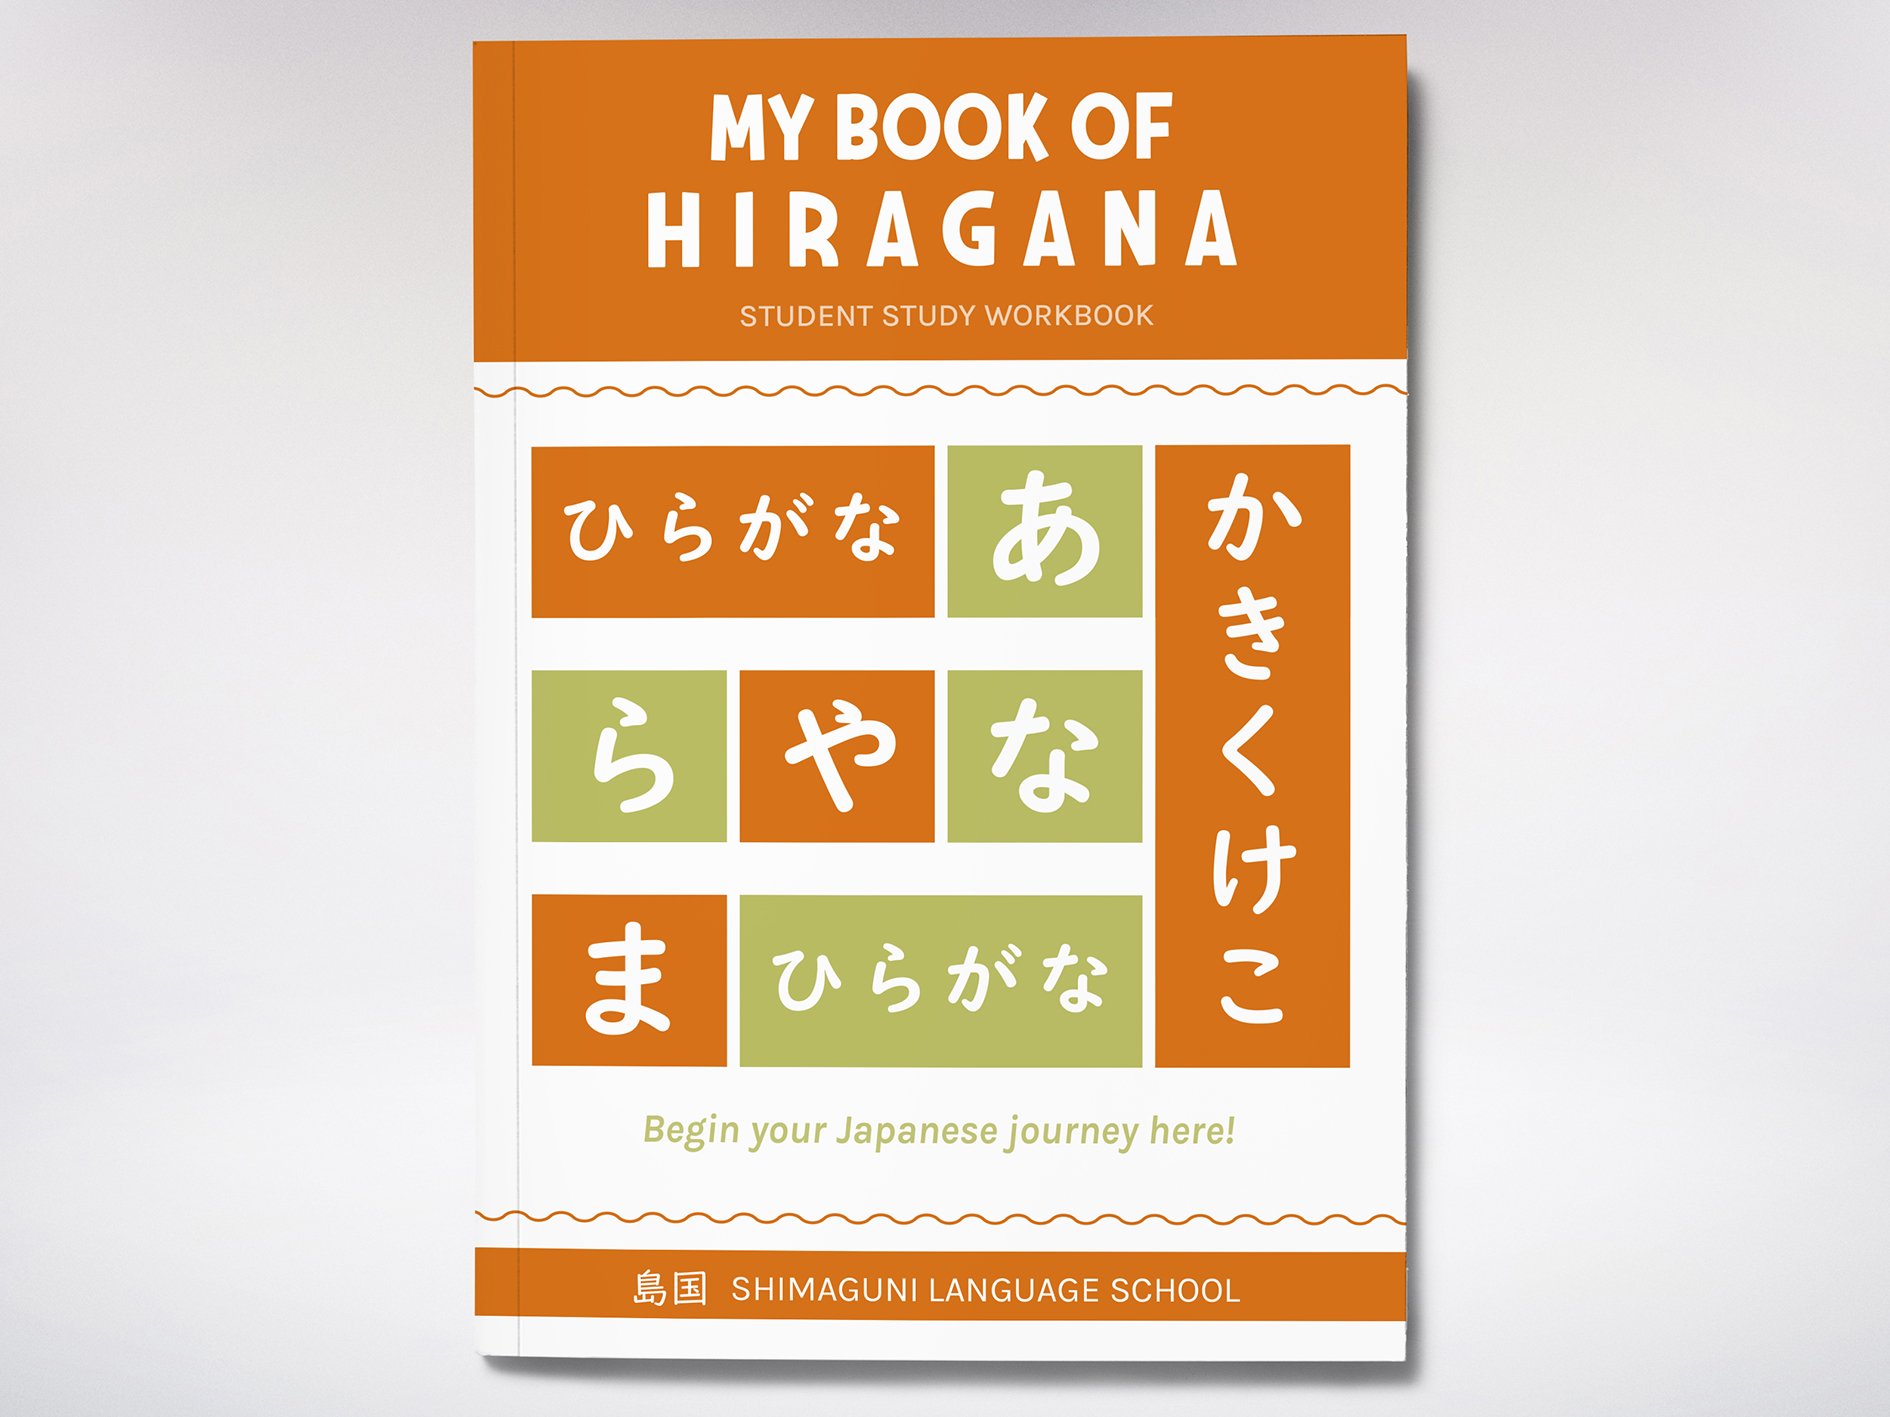 MY BOOK OF
HIRAGANA
STUDENT STUDY WORKBOOK
ひらがな
あ
かきくけこ
ら
や
な
ま
ひらがな
Begin your Japanese journey here!
島国 SHIMAGUNI LANGUAGE SCHOOL